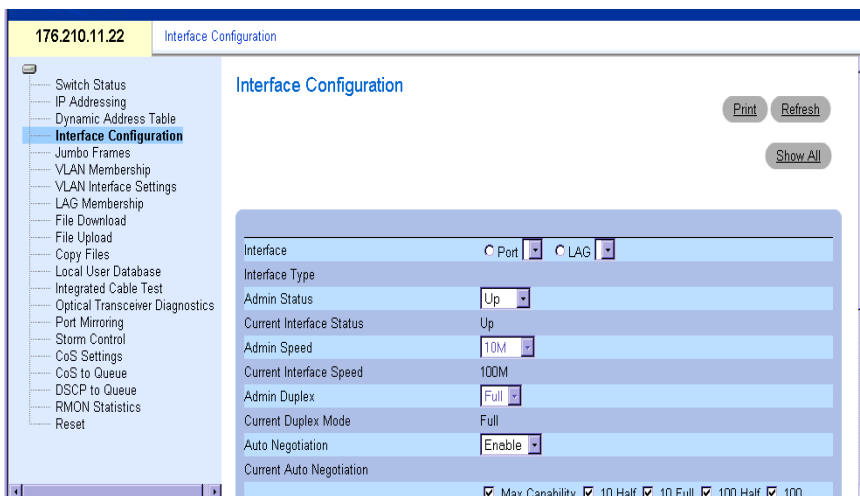 176.210.11.22
Interface Configuration
Switch Status
IP Addressing
Dynamic Address Table
Interface Configuration
Jumbo Frames
VLAN Membership
VLAN Interface Settings
LAG Membership
File Download
File Upload
Copy Files
Local User Database
Integrated Cable Test
Optical Transceiver Diagnostics
Port Mirroring
Storm Control
CoS Settings
CoS to Queue
DSCP to Queue
RMON Statistics
Reset
Interface Configuration
Print Refresh
Show All
Interface Port LAG
Interface Type
Admin Status Up
Current Interface Status Up
Admin Speed 10M
Current Interface Speed 100M
Admin Duplex Full
Current Duplex Mode Full
Auto Negotiation Enable
Current Auto Negotiation
Max Capability 10 Half 10 Full 100 Half 100